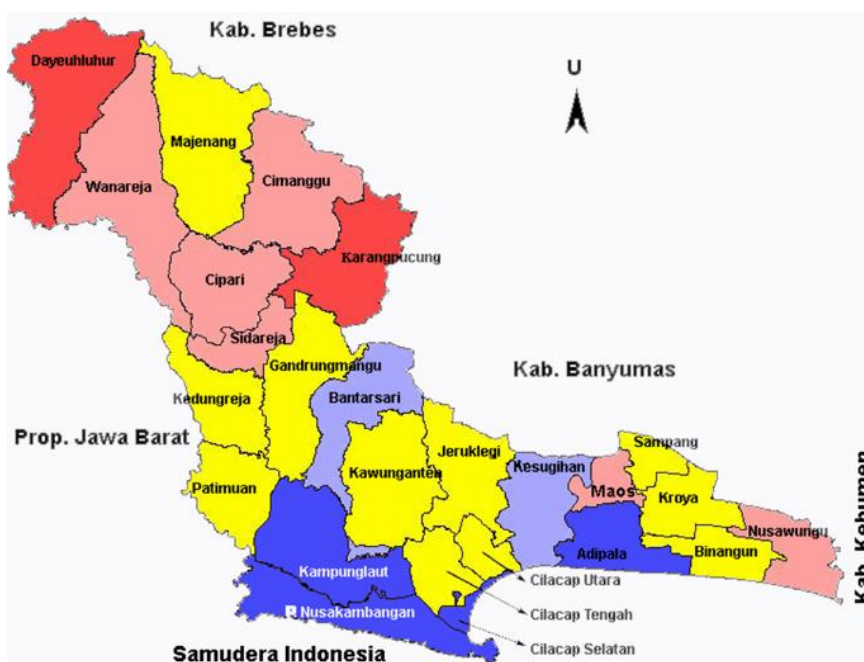 Kab. Brebes
Dayeuhluhur
U
Majenang
Wanareja
Cimanggu
Karangpucung
Cipari
Sidareja
Gandrungmangu
Kedungreja
Bantarsari
Kab. Banyumas
Prop. Jawa Barat
Jeruklegi
Sampang
Kesugihan
Kawunganten
Patimuan
Maos
Kroya
Nusawungu
Kab. Kebumen
Adipala
Binangun
Kampunglaut
Cilacap Utara
Nusakambangan
Cilacap Tengah
Cilacap Selatan
Samudera Indonesia